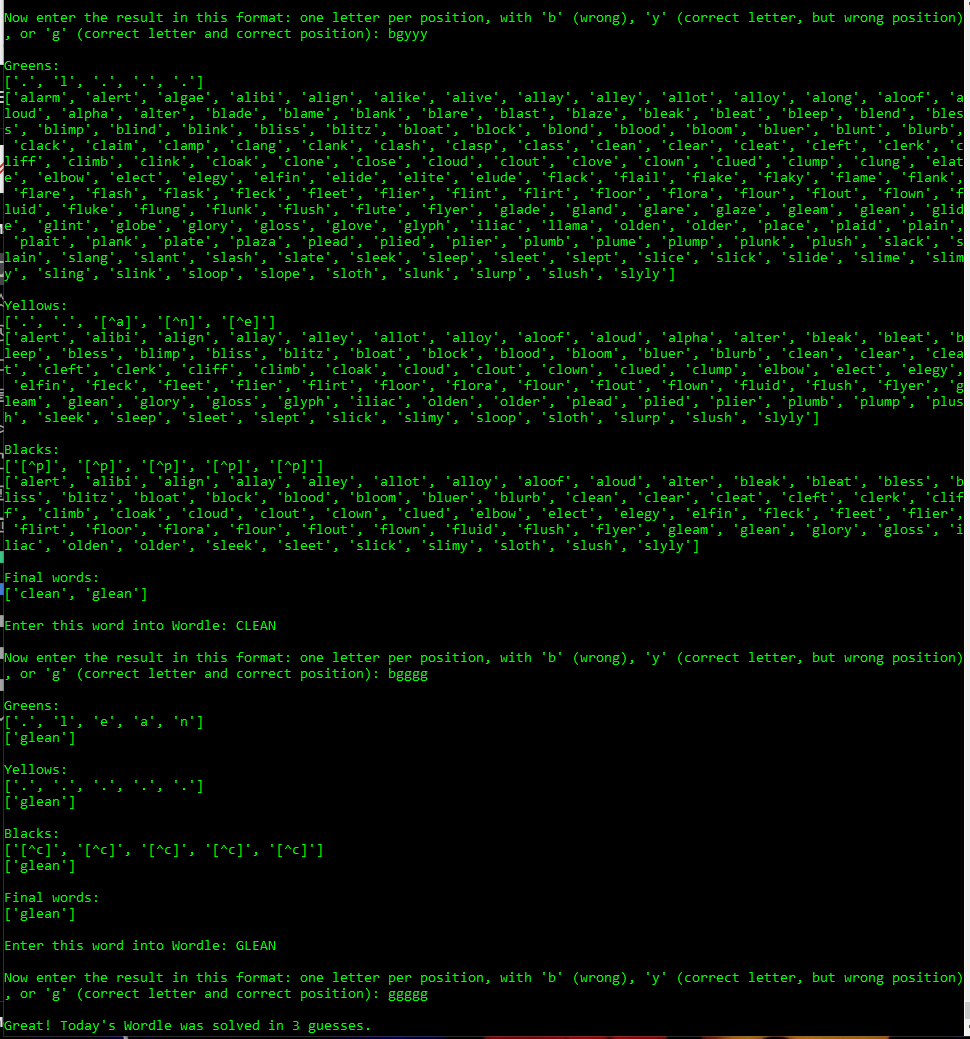 Now enter the result in this format: one letter per position, with 'b' (wrong), 'y' (correct letter, but wrong position)
, or 'g' (correct letter and correct position): bgyyy
Greens:
['.', 'l', '.', '.', '.']
['alarm', 'alert', 'algae', 'alibi', 'align', 'alike', 'alive', 'allay', 'alley', 'allot', 'alloy', 'along', 'aloof', 'a
loud', 'alpha', 'alter', 'blade', 'blame', 'blank', 'blare', 'blast', 'blaze', 'bleak', 'bleat', 'bleep', 'blend', 'bles
s', 'blimp', 'blind', 'blink', 'bliss', 'blitz', 'bloat', 'block', 'blond', 'blood', 'bloom', 'bluer', 'blunt', 'blurb',
 'clack', 'claim', 'clamp', 'clang', 'clank', 'clash', 'clasp', 'class', 'clean', 'clear', 'cleat', 'cleft', 'clerk', 'c
liff', 'climb', 'clink', 'cloak', 'clone', 'close', 'cloud', 'clout', 'clove', 'clown', 'clued', 'clump', 'clung', 'elat
e', 'elbow', 'elect', 'elegy', 'elfin', 'elide', 'elite', 'elude', 'flack', 'flail', 'flake', 'flaky', 'flame', 'flank',
 'flare', 'flash', 'flask', 'fleck', 'fleet', 'flier', 'flint', 'flirt', 'floor', 'flora', 'flour', 'flout', 'flown', 'f
luid', 'fluke', 'flung', 'flunk', 'flush', 'flute', 'flyer', 'glade', 'gland', 'glare', 'glaze', 'gleam', 'glean', 'glid
e', 'glint', 'globe', 'glory', 'gloss', 'glove', 'glyph', 'iliac', 'llama', 'olden', 'older', 'place', 'plaid', 'plain',
 'plait', 'plank', 'plate', 'plaza', 'plead', 'plied', 'plier', 'plumb', 'plume', 'plump', 'plunk', 'plush', 'slack', 's
lain', 'slang', 'slant', 'slash', 'slate', 'sleek', 'sleep', 'sleet', 'slept', 'slice', 'slick', 'slide', 'slime', 'slim
y', 'sling', 'slink', 'sloop', 'slope', 'sloth', 'slunk', 'slurp', 'slush', 'slyly']
Yellows:
['.', '.', '[^a]', '[^n]', '[^e]']
['alert', 'alibi', 'align', 'allay', 'alley', 'allot', 'alloy', 'aloof', 'aloud', 'alpha', 'alter', 'bleak', 'bleat', 'b
leep', 'bless', 'blimp', 'bliss', 'blitz', 'bloat', 'block', 'blood', 'bloom', 'bluer', 'blurb', 'clean', 'clear', 'clea
t', 'cleft', 'clerk', 'cliff', 'climb', 'cloak', 'cloud', 'clout', 'clown', 'clued', 'clump', 'elbow', 'elect', 'elegy',
 'elfin', 'fleck', 'fleet', 'flier', 'flirt', 'floor', 'flora', 'flour', 'flout', 'flown', 'fluid', 'flush', 'flyer', 'g
leam', 'glean', 'glory', 'gloss', 'glyph', 'iliac', 'olden', 'older', 'plead', 'plied', 'plier', 'plumb', 'plump', 'plus
h', 'sleek', 'sleep', 'sleet', 'slept', 'slick', 'slimy', 'sloop', 'sloth', 'slurp', 'slush', 'slyly']
Blacks:
['[^p]', '[^p]', '[^p]', '[^p]', '[^p]']
['alert', 'alibi', 'align', 'allay', 'alley', 'allot', 'alloy', 'aloof', 'aloud', 'alter', 'bleak', 'bleat', 'bless', 'b
liss', 'blitz', 'bloat', 'block', 'blood', 'bloom', 'bluer', 'blurb', 'clean', 'clear', 'cleat', 'cleft', 'clerk', 'clif
f', 'climb', 'cloak', 'cloud', 'clout', 'clown', 'clued', 'elbow', 'elect', 'elegy', 'elfin', 'fleck', 'fleet', 'flier',
 'flirt', 'floor', 'flora', 'flour', 'flout', 'flown', 'fluid', 'flush', 'flyer', 'gleam', 'glean', 'glory', 'gloss', 'i
liac', 'olden', 'older', 'sleek', 'sleet', 'slick', 'slimy', 'sloth', 'slush', 'slyly']
Final words:
['clean', 'glean']
Enter this word into Wordle: CLEAN
Now enter the result in this format: one letter per position, with 'b' (wrong), 'y' (correct letter, but wrong position)
, or 'g' (correct letter and correct position): bgggg
Greens:
['.', 'l', 'e', 'a', 'n']
['glean']
Yellows:
['.', '.', '.', '.', '.']
['glean']
Blacks:
['[^c]', '[^c]', '[^c]', '[^c]', '[^c]']
['glean']
Final words:
['glean']
Enter this word into Wordle: GLEAN
Now enter the result in this format: one letter per position, with 'b' (wrong), 'y' (correct letter, but wrong position)
, or 'g' (correct letter and correct position): ggggg
Great! Today's Wordle was solved in 3 guesses.